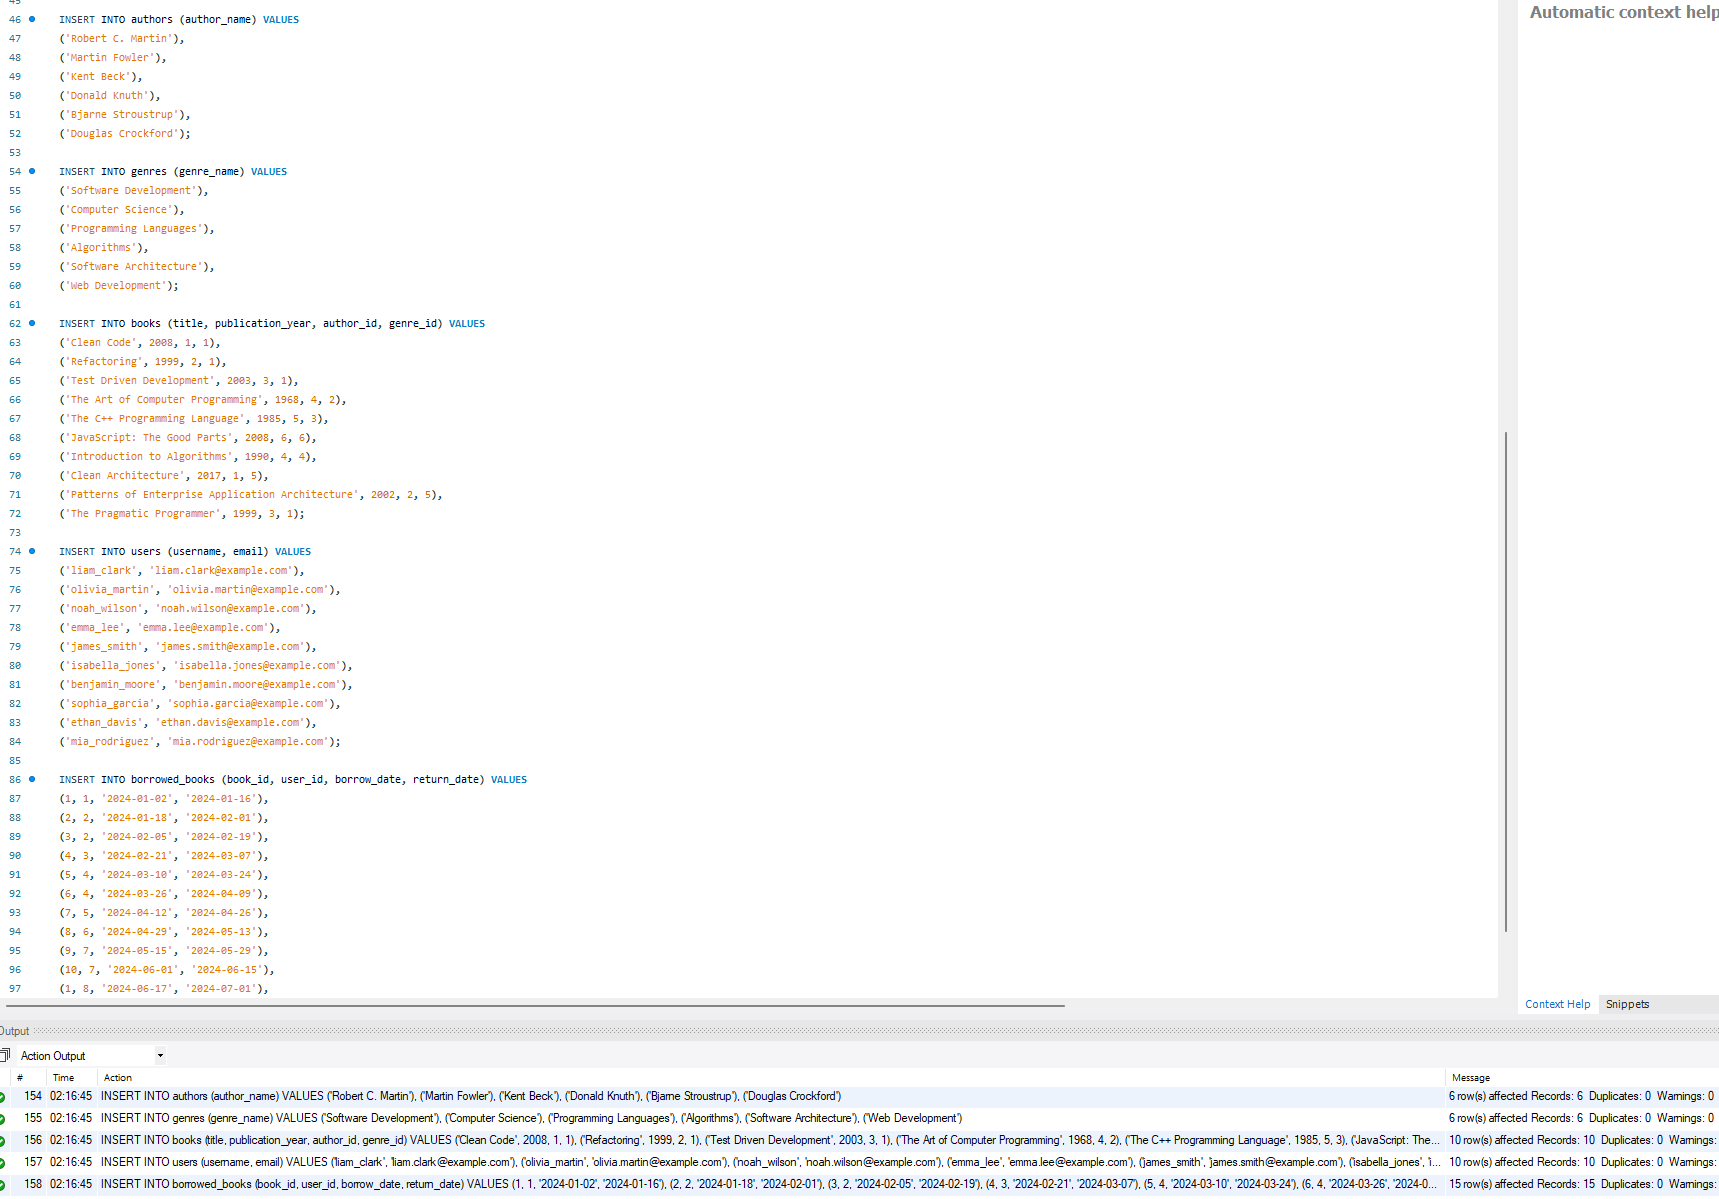 45
46 INSERT INTO authors (author_name) VALUES
47 ('Robert C. Martin'),
48 ('Martin Fowler'),
49 ('Kent Beck'),
50 ('Donald Knuth'),
51 ('Bjarne Stroustrup'),
52 ('Douglas Crockford');
53
54 INSERT INTO genres (genre_name) VALUES
55 ('Software Development'),
56 ('Computer Science'),
57 ('Programming Languages'),
58 ('Algorithms'),
59 ('Software Architecture'),
60 ('Web Development');
61
62 INSERT INTO books (title, publication_year, author_id, genre_id) VALUES
63 ('Clean Code', 2008, 1, 1),
64 ('Refactoring', 1999, 2, 1),
65 ('Test Driven Development', 2003, 3, 1),
66 ('The Art of Computer Programming', 1968, 4, 2),
67 ('The C++ Programming Language', 1985, 5, 3),
68 ('JavaScript: The Good Parts', 2008, 6, 6),
69 ('Introduction to Algorithms', 1990, 4, 4),
70 ('Clean Architecture', 2017, 1, 5),
71 ('Patterns of Enterprise Application Architecture', 2002, 2, 5),
72 ('The Pragmatic Programmer', 1999, 3, 1);
73
74 INSERT INTO users (username, email) VALUES
75 ('liam_clark', 'liam.clark@example.com'),
76 ('olivia_martin', 'olivia.martin@example.com'),
77 ('noah_wilson', 'noah.wilson@example.com'),
78 ('emma_lee', 'emma.lee@example.com'),
79 ('james_smith', 'james.smith@example.com'),
80 ('isabella_jones', 'isabella.jones@example.com'),
81 ('benjamin_moore', 'benjamin.moore@example.com'),
82 ('sophia_garcia', 'sophia.garcia@example.com'),
83 ('ethan_davis', 'ethan.davis@example.com'),
84 ('mia_rodriguez', 'mia.rodriguez@example.com');
85
86 INSERT INTO borrowed_books (book_id, user_id, borrow_date, return_date) VALUES
87 (1, 1, '2024-01-02', '2024-01-16'),
88 (2, 2, '2024-01-18', '2024-02-01'),
89 (3, 2, '2024-02-05', '2024-02-19'),
90 (4, 3, '2024-02-21', '2024-03-07'),
91 (5, 4, '2024-03-10', '2024-03-24'),
92 (6, 4, '2024-03-26', '2024-04-09'),
93 (7, 5, '2024-04-12', '2024-04-26'),
94 (8, 6, '2024-04-29', '2024-05-13'),
95 (9, 7, '2024-05-15', '2024-05-29'),
96 (10, 7, '2024-06-01', '2024-06-15'),
97 (1, 8, '2024-06-17', '2024-07-01'),
Automatic context help
Context Help Snippets
Output
Action Output
# Time Action Message
154 02:16:45 INSERT INTO authors (author_name) VALUES ('Robert C. Martin'), ('Martin Fowler'), ('Kent Beck'), ('Donald Knuth'), ('Bjarne Stroustrup'), ('Douglas Crockford') 6 row(s) affected Records: 6 Duplicates: 0 Warnings: 0
155 02:16:45 INSERT INTO genres (genre_name) VALUES ('Software Development'), ('Computer Science'), ('Programming Languages'), ('Algorithms'), ('Software Architecture'), ('Web Development') 6 row(s) affected Records: 6 Duplicates: 0 Warnings: 0
156 02:16:45 INSERT INTO books (title, publication_year, author_id, genre_id) VALUES ('Clean Code', 2008, 1, 1), ('Refactoring', 1999, 2, 1), ('Test Driven Development', 2003, 3, 1), ('The Art of Computer Programming', 1968, 4, 2), ('The C++ Programming Language', 1985, 5, 3), ('JavaScript: The... 10 row(s) affected Records: 10 Duplicates: 0 Warnings:
157 02:16:45 INSERT INTO users (username, email) VALUES ('liam_clark', 'liam.clark@example.com'), ('olivia_martin', 'olivia.martin@example.com'), ('noah_wilson', 'noah.wilson@example.com'), ('emma_lee', 'emma.lee@example.com'), ('james_smith', 'james.smith@example.com'), ('isabella_jones', 'i... 10 row(s) affected Records: 10 Duplicates: 0 Warnings:
158 02:16:45 INSERT INTO borrowed_books (book_id, user_id, borrow_date, return_date) VALUES (1, 1, '2024-01-02', '2024-01-16'), (2, 2, '2024-01-18', '2024-02-01'), (3, 2, '2024-02-05', '2024-02-19'), (4, 3, '2024-02-21', '2024-03-07'), (5, 4, '2024-03-10', '2024-03-24'), (6, 4, '2024-03-26', '2024-0... 15 row(s) affected Records: 15 Duplicates: 0 Warnings: